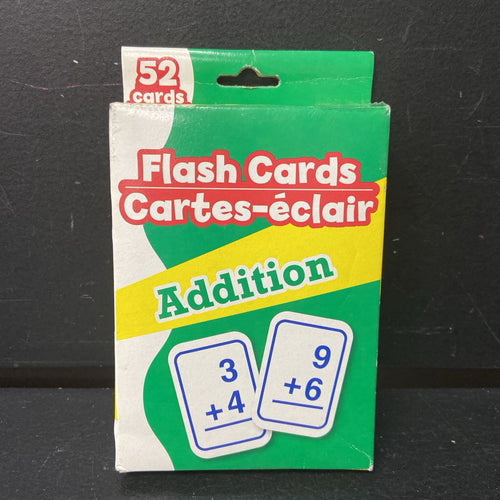 52
cards
Flash Cards
Cartes-éclair
Addition
3
+4
9
+6